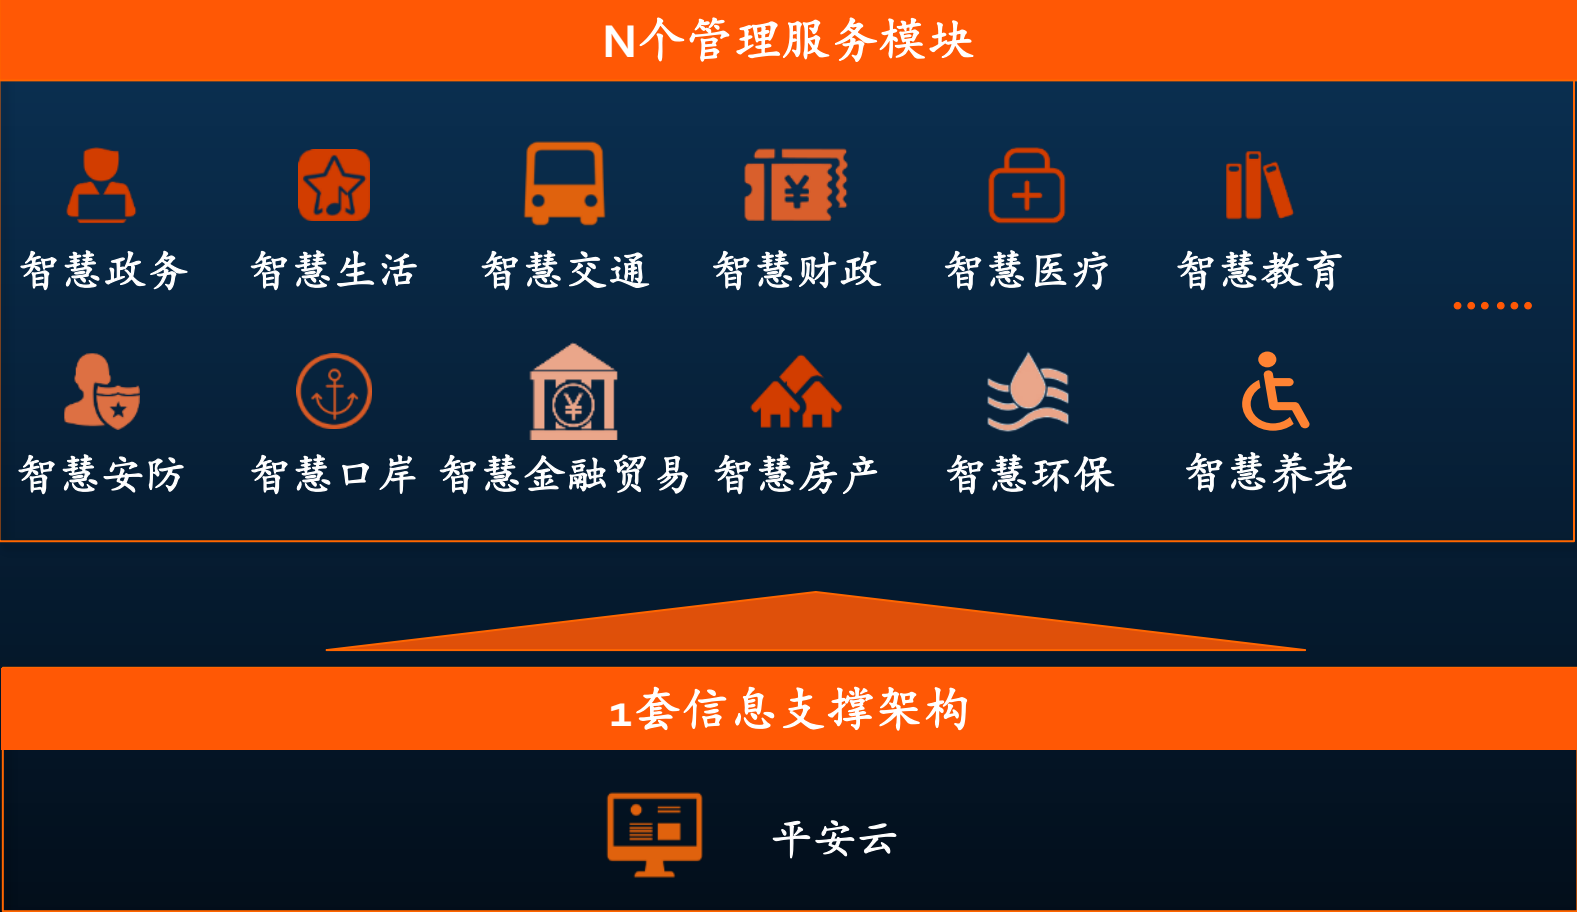 N个管理服务模块
智慧政务 智慧生活 智慧交通 智慧财政 智慧医疗 智慧教育
……
智慧安防 智慧口岸 智慧金融贸易 智慧房产 智慧环保 智慧养老
1套信息支撑架构
平安云